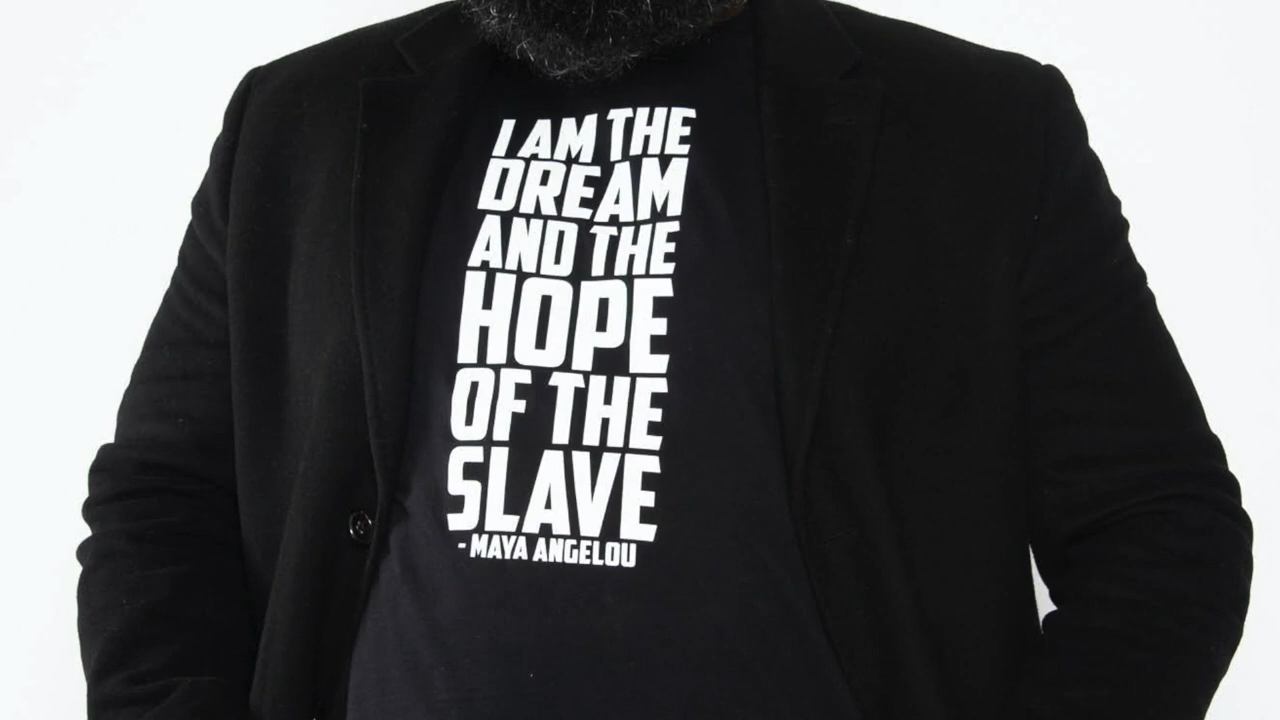 I AM THE
DREAM
AND THE
HOPE
OF THE
SLAVE
- MAYA ANGELOU